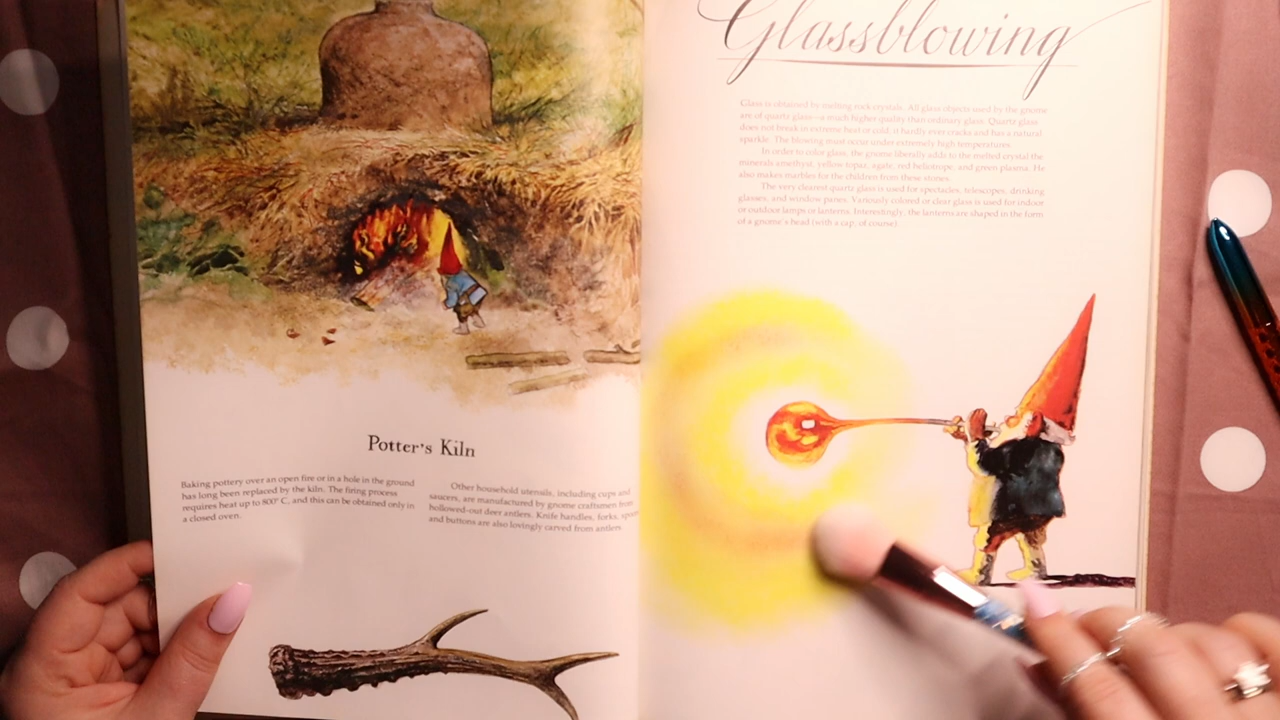 Potter's Kiln
Baking pottery over an open fire or in a hole in the ground
has long been replaced by the kiln. The firing process
requires heat up to 800° C, and this can be obtained only in
a closed oven.
Other household utensils, including cups and
saucers, are manufactured by gnome craftsmen from
hollowed-out deer antlers. Knife handles, forks,
and buttons are also lovingly carved from antlers.
Glassblowing
Glass is obtained by melting rock crystals. All glass objects used by the gnome
are of quartz glass—a much higher quality than ordinary glass. Quartz glass
does not break in extreme heat or cold, it hardly ever cracks and has a natural
sparkle. The blowing must occur under extremely high temperatures.
In order to color glass, the gnome liberally adds to the melted crystal the
minerals amethyst, yellow topaz, agate, red heliotrope, and green plasma. He
also makes marbles for the children from these stones.
The very clearest quartz glass is used for spectacles, telescopes, drinking
glasses, and window panes. Variously colored or clear glass is used for indoor
or outdoor lamps or lanterns. Interestingly, the lanterns are shaped in the form
of a gnome's head (with a cap, of course).